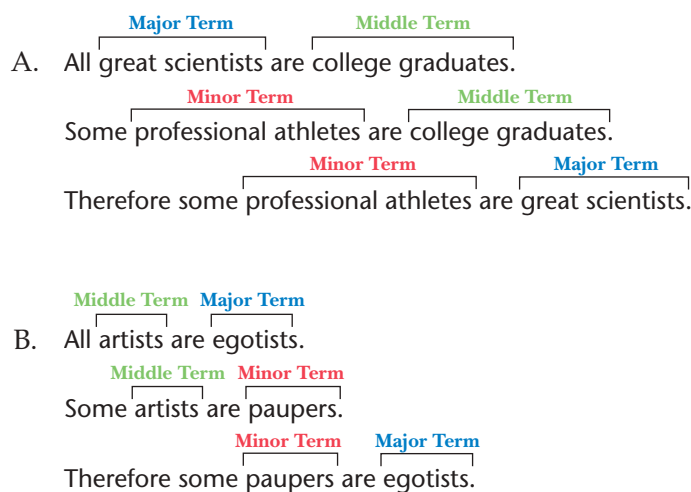 Major Term Middle Term
A. All great scientists are college graduates.
Minor Term Middle Term
Some professional athletes are college graduates.
Minor Term Major Term
Therefore some professional athletes are great scientists.
Middle Term Major Term
B. All artists are egotists.
Middle Term Minor Term
Some artists are paupers.
Minor Term Major Term
Therefore some paupers are egotists.